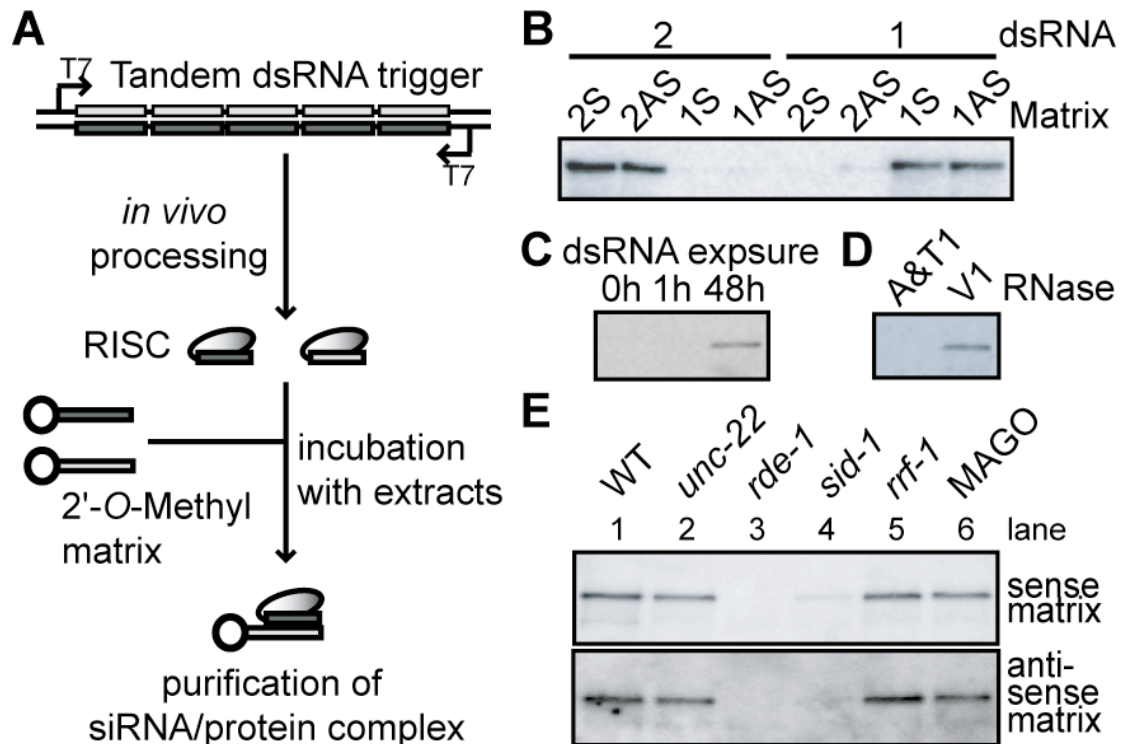 A
T7
Tandem dsRNA trigger
T7
in vivo
processing
RISC
incubation
with extracts
2'-O-Methyl
matrix
purification of
siRNA/protein complex
B
2 1 dsRNA
2S 2AS 1S 1AS 2S 2AS 1S 1AS Matrix
C dsRNA expsure
0h 1h 48h
D
A&T1 V1 RNase
E
WT unc-22 rde-1 sid-1 rrf-1 MAGO
1 2 3 4 5 6 lane
sense
matrix
anti-
sense
matrix